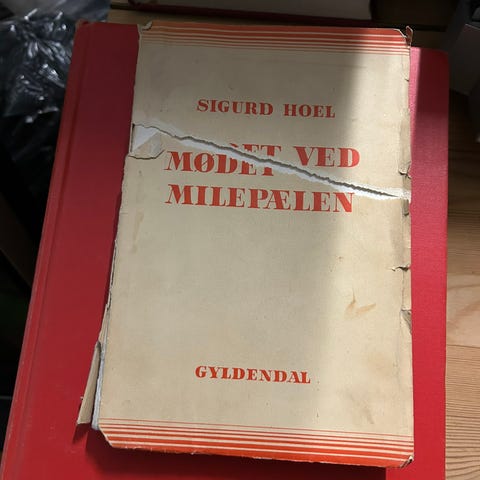 SIGURD HOEL
MØDET VED
MILEPÆLEN
GYLDENDAL